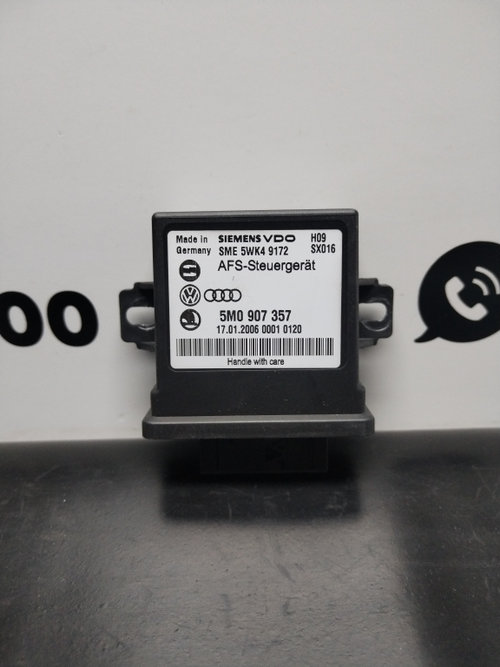 Made in SIEMENS VDO H09
Germany SME 5WK4 9172 SX016
AFS-Steuergerät
5M0 907 357
17.01.2006 0001 0120
Handle with care
00